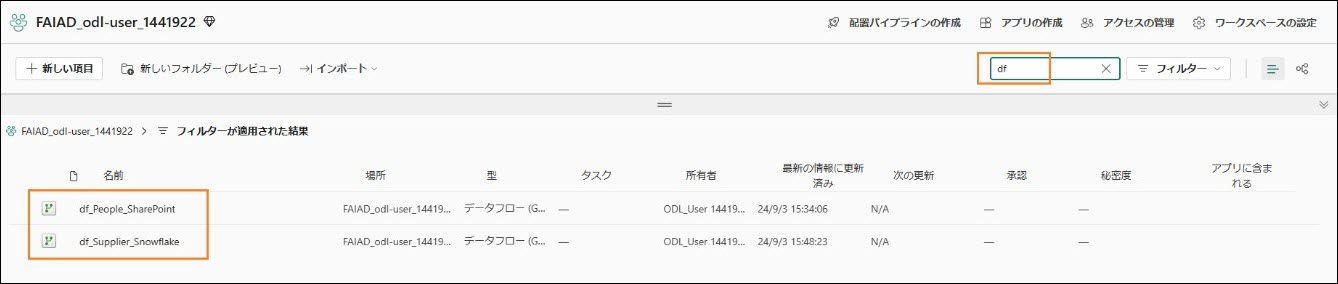 FAIAD_odl-user_1441922
配置パイプラインの作成 アプリの作成 アクセスの管理 ワークスペースの設定
新しい項目 新しいフォルダー (プレビュー) インポート df フィルター
FAIAD_odl-user_1441922 フィルターが適用された結果
名前 場所 型 タスク 所有者 最新の情報に更新済み 次の更新 承認 秘密度 アプリに含まれる
df_People_SharePoint FAIAD_odl-user_14419... データフロー (G... — ODL_User 14419... 24/9/3 15:34:06 N/A — —
df_Supplier_Snowflake FAIAD_odl-user_14419... データフロー (G... — ODL_User 14419... 24/9/3 15:48:23 N/A — —